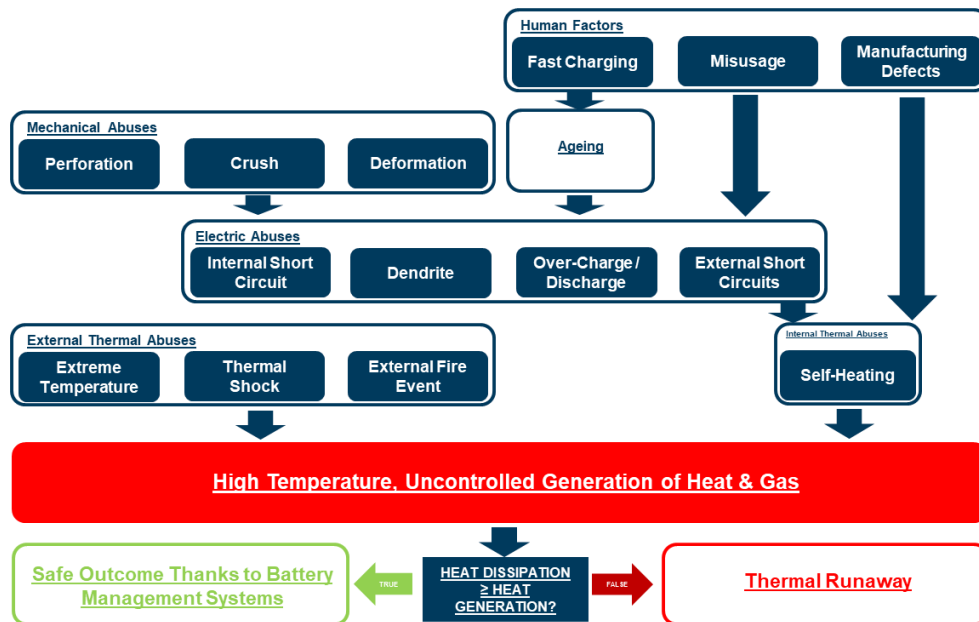 Human Factors
Fast Charging
Misusage
Manufacturing
Defects
Mechanical Abuses
Perforation
Crush
Deformation
Ageing
Electric Abuses
Internal Short
Circuit
Dendrite
Over-Charge /
Discharge
External Short
Circuits
External Thermal Abuses
Extreme
Temperature
Thermal
Shock
External Fire
Event
Internal Thermal Abuses
Self-Heating
High Temperature, Uncontrolled Generation of Heat & Gas
Safe Outcome Thanks to Battery
Management Systems
TRUE
HEAT DISSIPATION
≥ HEAT
GENERATION?
FALSE
Thermal Runaway